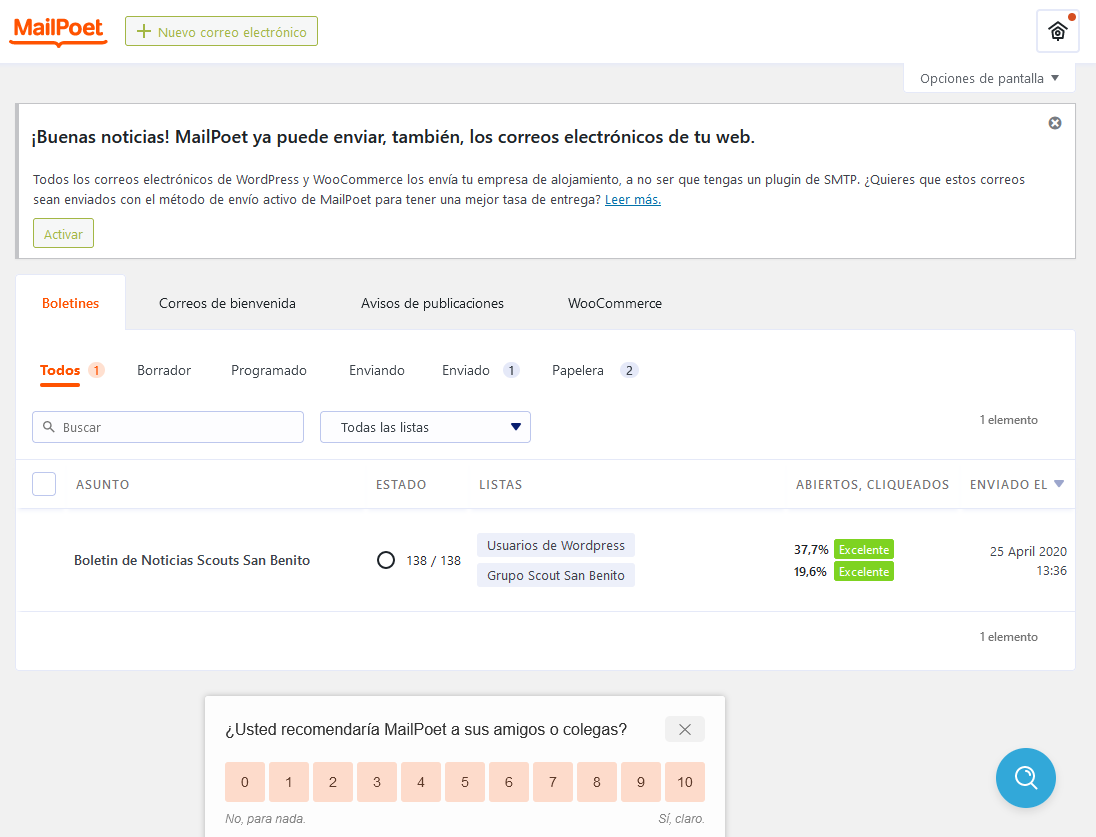 MailPoet
Nuevo correo electrónico
Opciones de pantalla
¡Buenas noticias! MailPoet ya puede enviar, también, los correos electrónicos de tu web.
Todos los correos electrónicos de WordPress y WooCommerce los envía tu empresa de alojamiento, a no ser que tengas un plugin de SMTP. ¿Quieres que estos correos
sean enviados con el método de envío activo de MailPoet para tener una mejor tasa de entrega? Leer más.
Activar
Boletines Correos de bienvenida Avisos de publicaciones WooCommerce
Todos 1 Borrador Programado Enviando Enviado 1 Papelera 2
Buscar Todas las listas 1 elemento
ASUNTO ESTADO LISTAS ABIERTOS, CLIQUEADOS ENVIADO EL
Boletin de Noticias Scouts San Benito 138 / 138
Usuarios de Wordpress
Grupo Scout San Benito
37,7% Excelente
19,6% Excelente
25 April 2020
13:36
1 elemento
¿Usted recomendaría MailPoet a sus amigos o colegas?
0 1 2 3 4 5 6 7 8 9 10
No, para nada. Sí, claro.